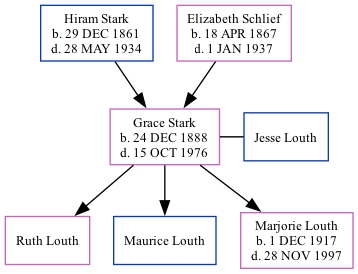 Hiram Stark
b. 29 DEC 1861
d. 28 MAY 1934
Elizabeth Schlief
b. 18 APR 1867
d. 1 JAN 1937
Grace Stark
b. 24 DEC 1888
d. 15 OCT 1976
Jesse Louth
Ruth Louth
Maurice Louth
Marjorie Louth
b. 1 DEC 1917
d. 28 NOV 1997